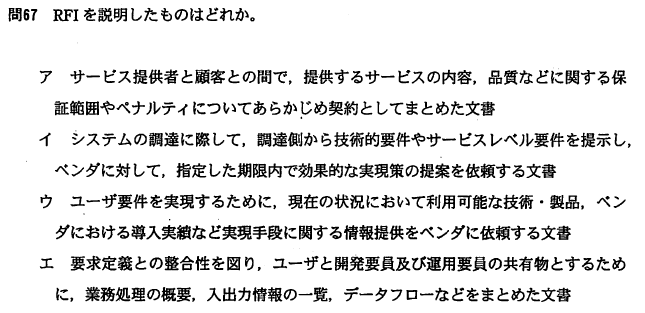 問67 RFIを説明したものはどれか。
ア サービス提供者と顧客との間で，提供するサービスの内容，品質などに関する保
証範囲やペナルティについてあらかじめ契約としてまとめた文書
イ システムの調達に際して，調達側から技術的要件やサービスレベル要件を提示し，
ベンダに対して，指定した期限内で効果的な実現策の提案を依頼する文書
ウ ユーザ要件を実現するために，現在の状況において利用可能な技術・製品，ベン
ダにおける導入実績など実現手段に関する情報提供をベンダに依頼する文書
エ 要求定義との整合性を図り，ユーザと開発要員及び運用要員の共有物とするため
に，業務処理の概要，入出力情報の一覧，データフローなどをまとめた文書